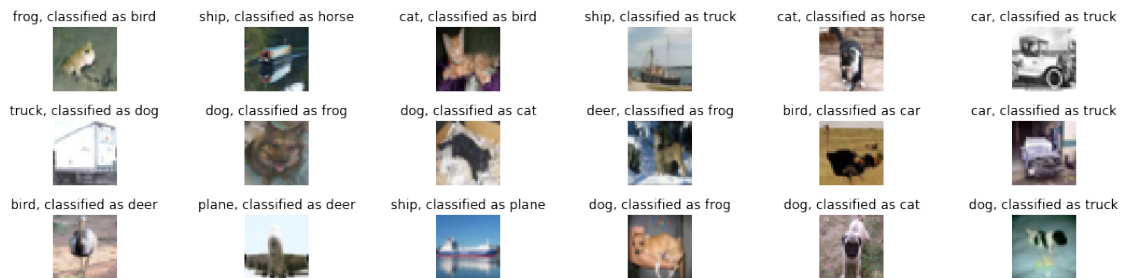 frog, classified as bird
ship, classified as horse
cat, classified as bird
ship, classified as truck
cat, classified as horse
car, classified as truck
truck, classified as dog
dog, classified as frog
dog, classified as cat
deer, classified as frog
bird, classified as car
car, classified as truck
bird, classified as deer
plane, classified as deer
ship, classified as plane
dog, classified as frog
dog, classified as cat
dog, classified as truck